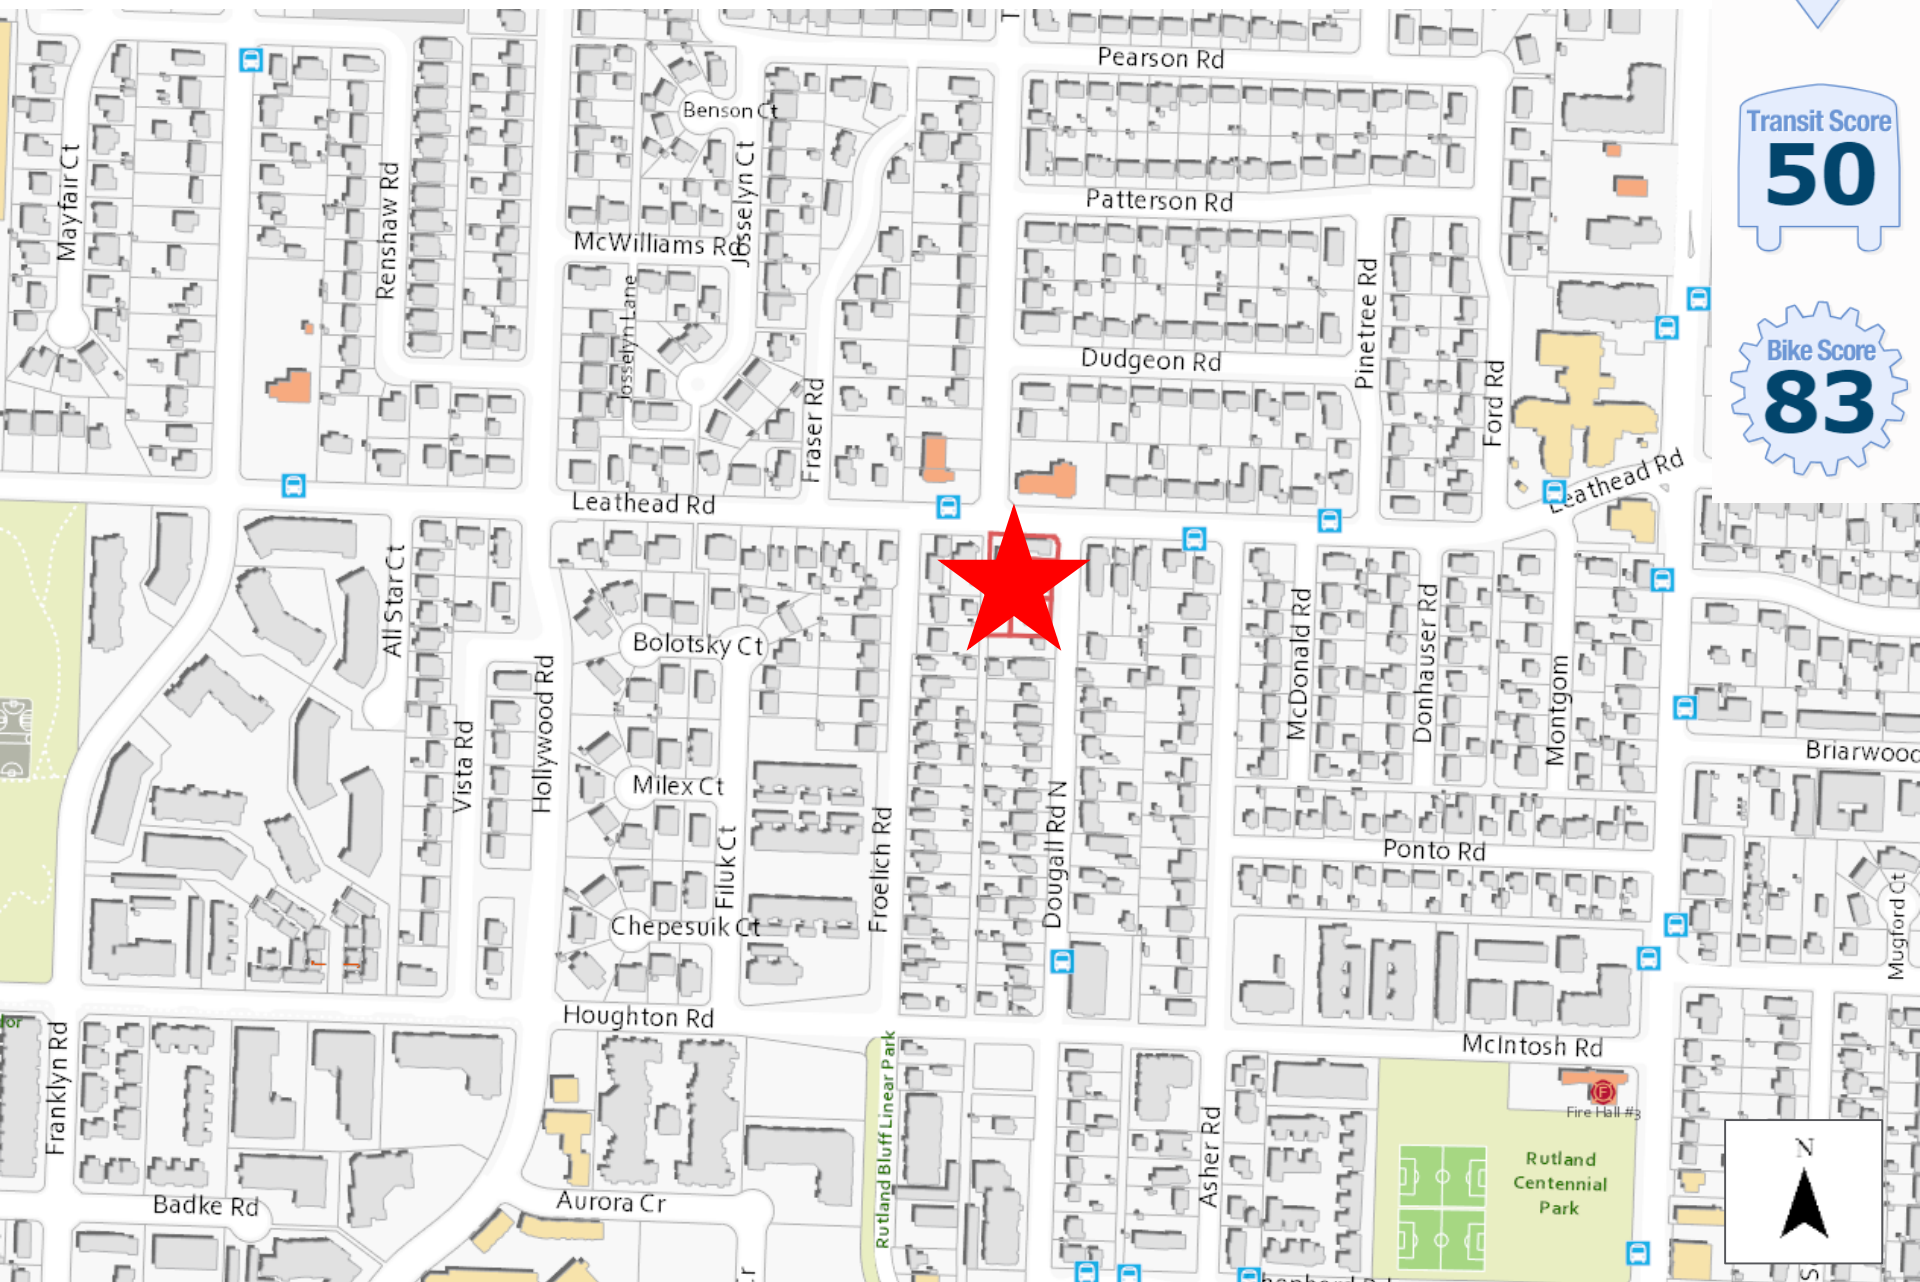 Pearson Rd
Benson Ct
Transit Score
50
Mayfair Ct
Renshaw Rd
Josselyn Ct
Patterson Rd
McWilliams Rd
Josselyn Lane
Pinetree Rd
Dudgeon Rd
Bike Score
83
Fraser Rd
Ford Rd
Leathead Rd
Leathead Rd
All Star Ct
Bolotsky Ct
McDonald Rd
Donhauser Rd
Hollywood Rd
Vista Rd
Montgom
Briarwood
Milex Ct
Filuk Ct
Froelich Rd
Dougall Rd N
Ponto Rd
Chepesuik Ct
Mugford Ct
Houghton Rd
McIntosh Rd
Franklyn Rd
Rutland Bluff Linear Park
Asher Rd
F
Fire Hall #3
N
Rutland
Centennial
Park
Badke Rd
Aurora Cr